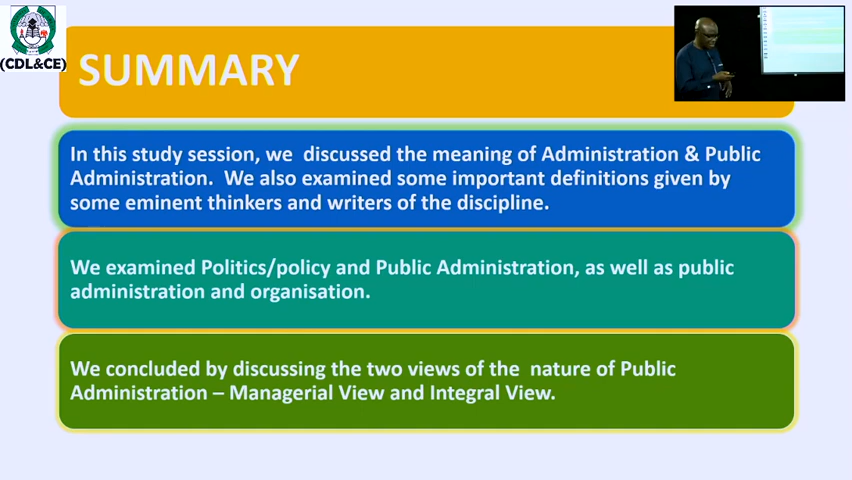 (CDL&CE)
SUMMARY
In this study session, we discussed the meaning of Administration & Public
Administration. We also examined some important definitions given by
some eminent thinkers and writers of the discipline.
We examined Politics/policy and Public Administration, as well as public
administration and organisation.
We concluded by discussing the two views of the nature of Public
Administration – Managerial View and Integral View.